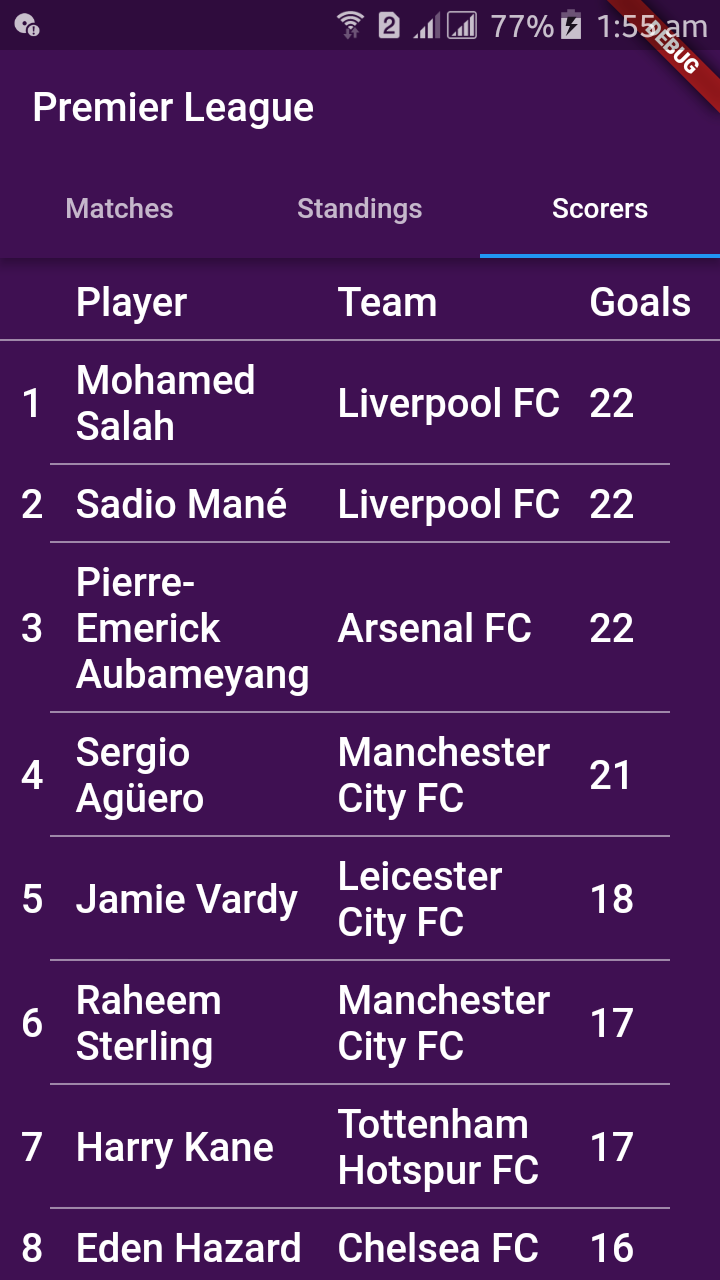 2 77% 1:55 am
DEBUG
Premier League
Matches Standings Scorers
Player Team Goals
1 Mohamed Salah Liverpool FC 22
2 Sadio Mané Liverpool FC 22
3 Pierre-Emerick Aubameyang Arsenal FC 22
4 Sergio Agüero Manchester City FC 21
5 Jamie Vardy Leicester City FC 18
6 Raheem Sterling Manchester City FC 17
7 Harry Kane Tottenham Hotspur FC 17
8 Eden Hazard Chelsea FC 16